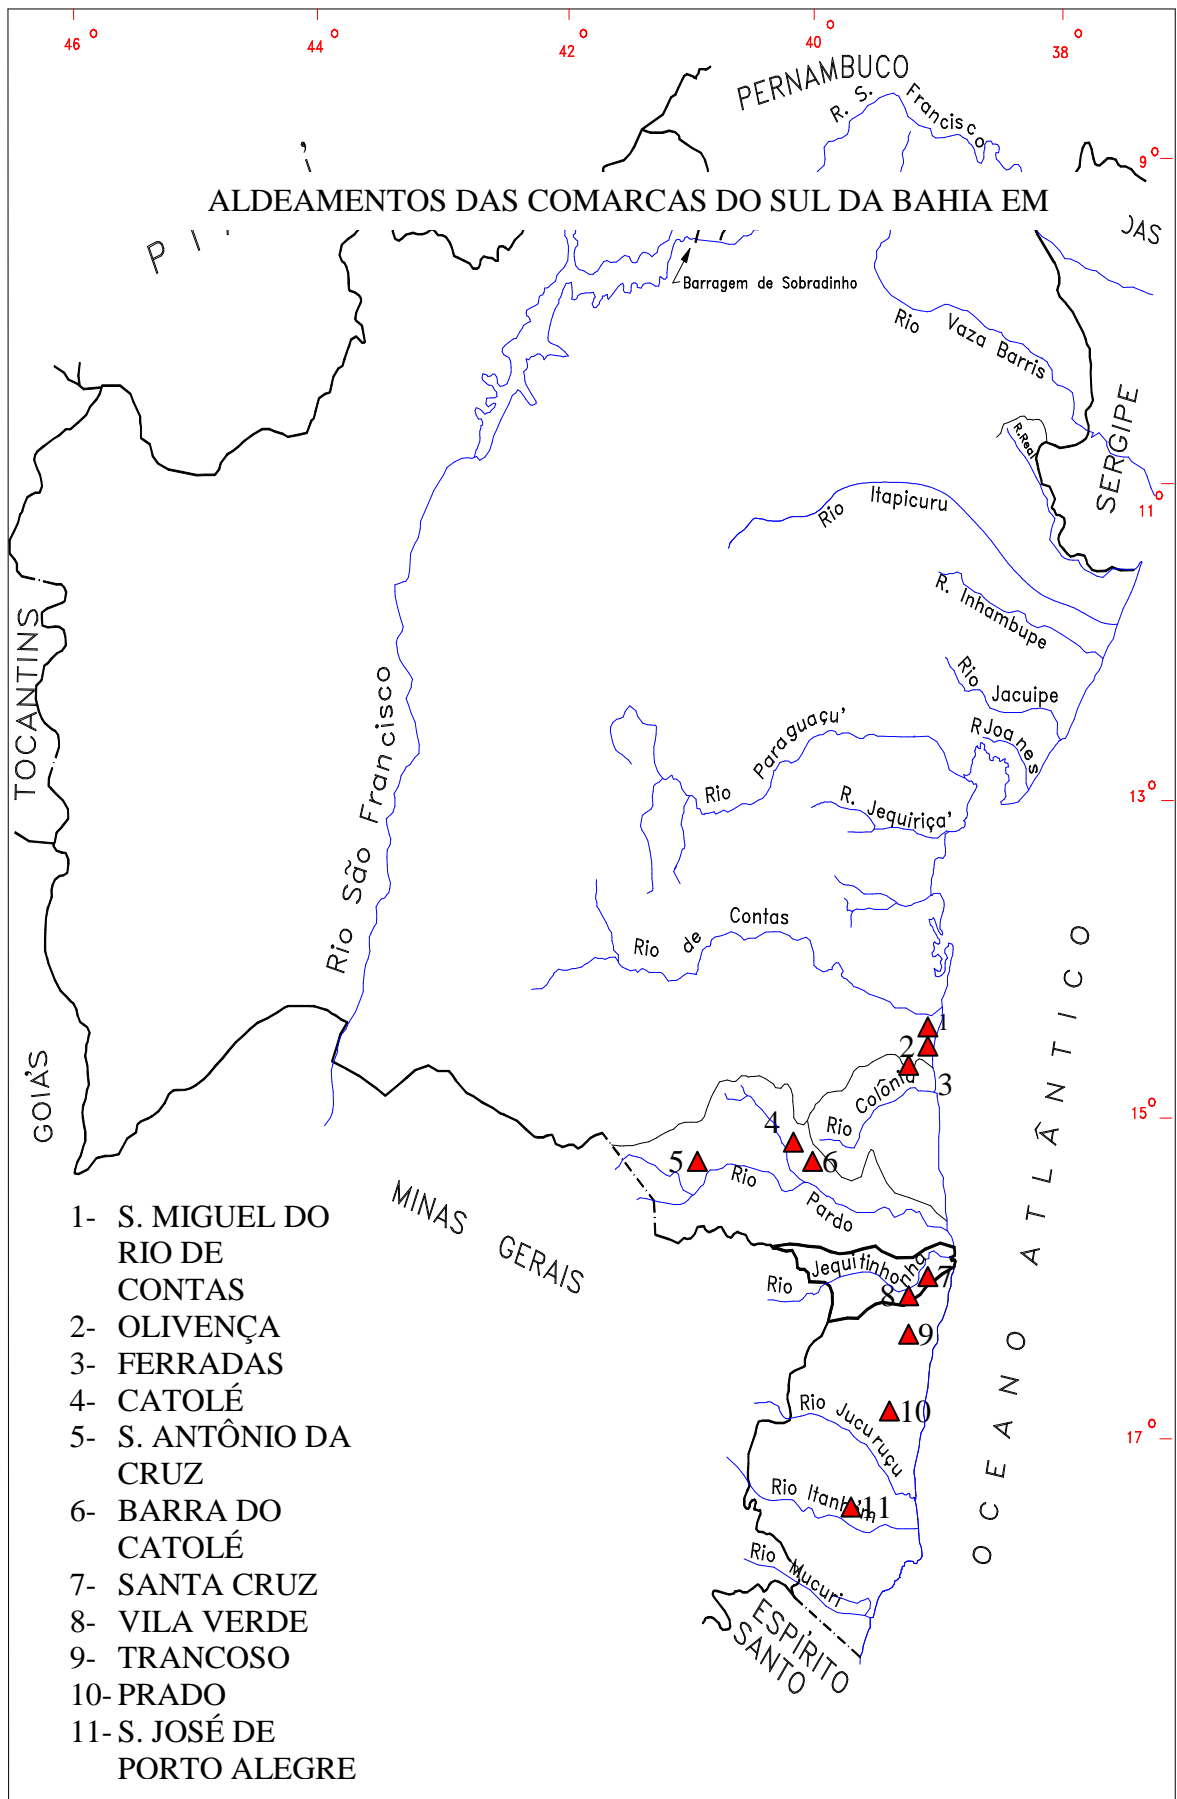 46 °
44 °
42 °
40 °
38 °
PERNAMBUCO
R. S. Francisco
9°
ALDEAMENTOS DAS COMARCAS DO SUL DA BAHIA EM
Barragem de Sobradinho
Rio Vaza Barris
SERGIPE
R.Real
11°
Rio Itapicuru
R. Inhambupe
TOCANTINS
Rio São Francisco
Rio Jacuipe
R Joanes
Rio Paraguaçu'
13°
R. Jequiriça'
Rio de Contas
OCEANO ATLÂNTICO
1
2
3
GOIA'S
Rio Colônia
15°
4
5
6
Rio Pardo
MINAS GERAIS
Rio Jequitinhonha
7
8
9
10
Rio Jucuruçu
17°
Rio Itanhém
11
Rio Mucuri
ESPÍRITO
SANTO
1- S. MIGUEL DO
RIO DE
CONTAS
2- OLIVENÇA
3- FERRADAS
4- CATOLÉ
5- S. ANTÔNIO DA
CRUZ
6- BARRA DO
CATOLÉ
7- SANTA CRUZ
8- VILA VERDE
9- TRANCOSO
10- PRADO
11- S. JOSÉ DE
PORTO ALEGRE